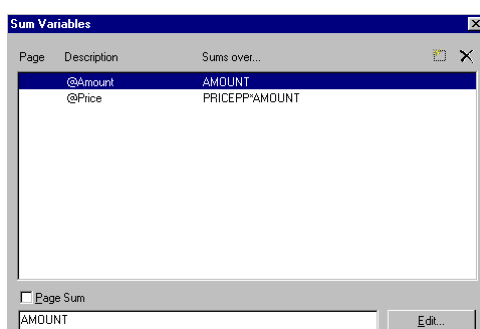 Sum Variables
Page Description Sums over...
@Amount AMOUNT
@Price PRICEPP*AMOUNT
Page Sum
AMOUNT Edit...